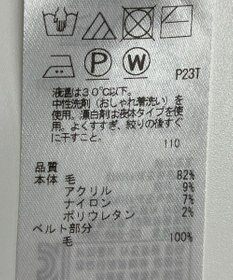 P W
P23T
液温は30℃以下。
中性洗剤(おしゃれ着洗い)を
使用。漂白剤は液体タイプを使
用。よくすすぎ、絞りの後すぐ
に干すこと。
110
品質
本体 毛 82%
アクリル 9%
ナイロン 7%
ポリウレタン 2%
ベルト部分
毛 100%